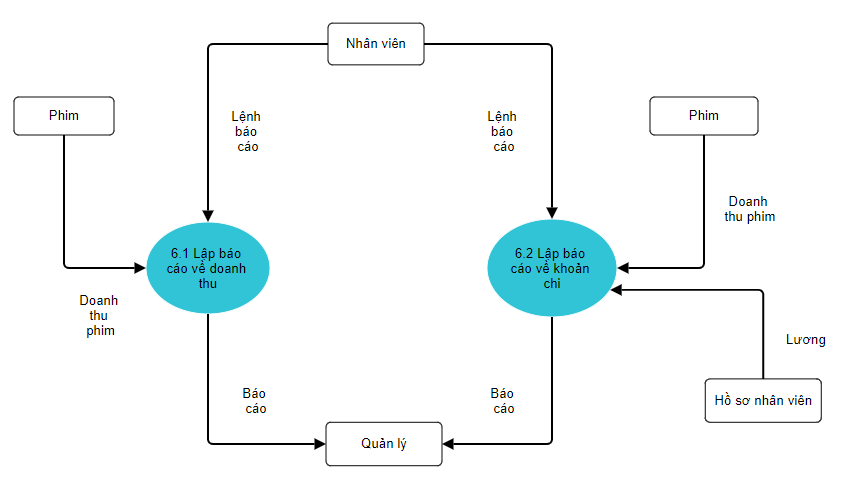 Nhân viên
Phim
Phim
Lệnh
báo
cáo
Lệnh
báo
cáo
Doanh
thu phim
6.1 Lập báo
cáo về doanh
thu
6.2 Lập báo
cáo về khoản
chi
Doanh
thu
phim
Lương
Báo
cáo
Báo
cáo
Hồ sơ nhân viên
Quản lý